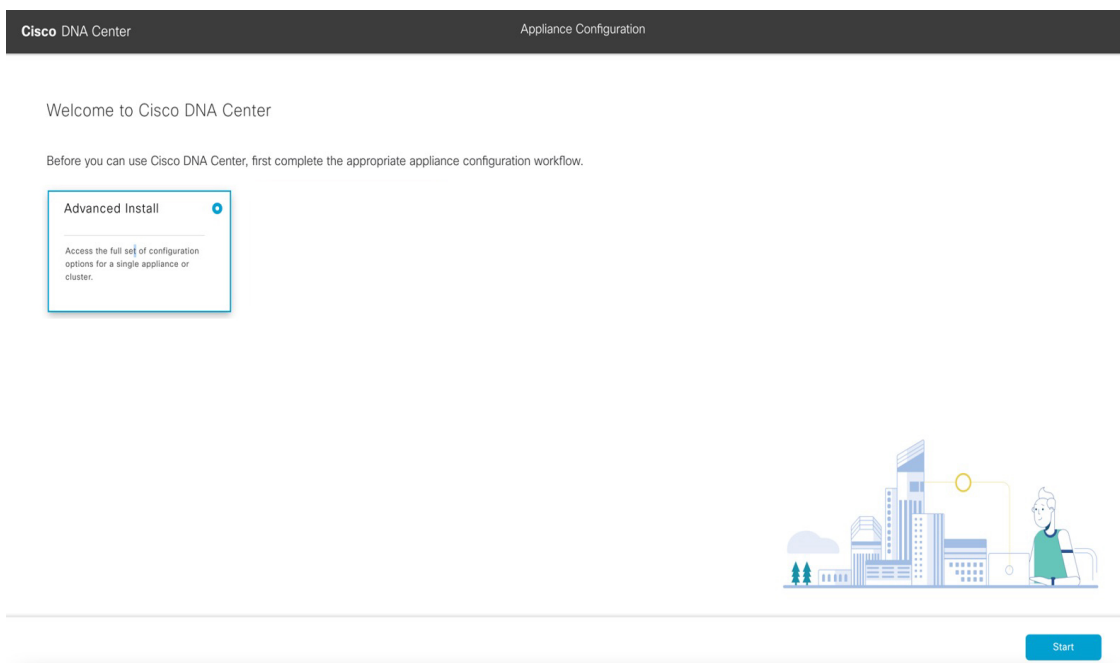 Cisco DNA Center
Appliance Configuration
Welcome to Cisco DNA Center
Before you can use Cisco DNA Center, first complete the appropriate appliance configuration workflow.
Advanced Install
Access the full set of configuration
options for a single appliance or
cluster.
Start